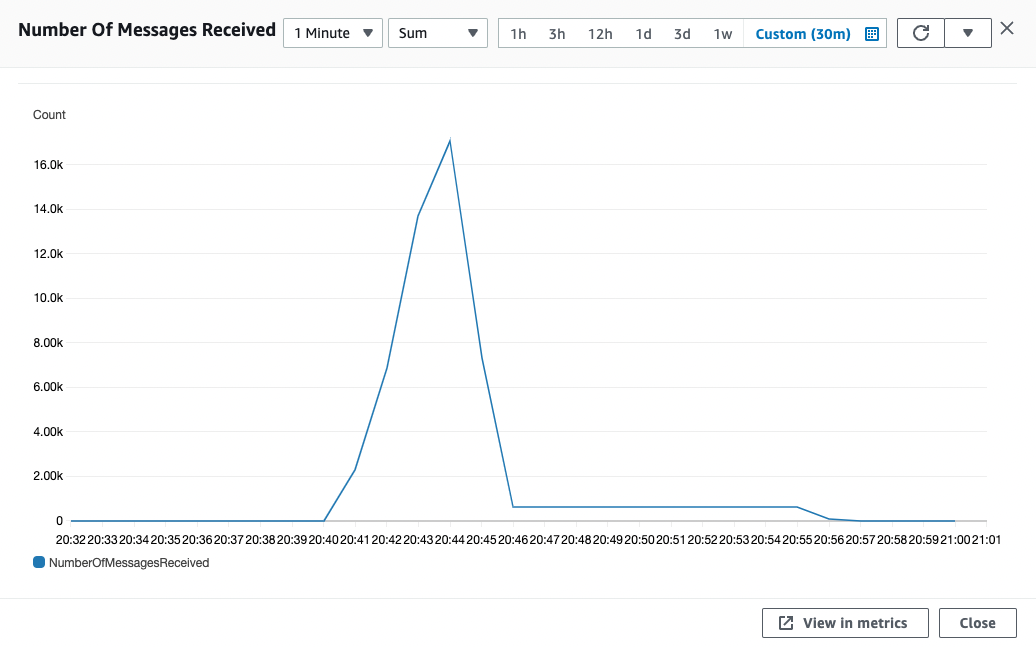 Number Of Messages Received 1 Minute Sum 1h 3h 12h 1d 3d 1w Custom (30m)
Count
16.0k
14.0k
12.0k
10.0k
8.00k
6.00k
4.00k
2.00k
0
20:32 20:33 20:34 20:35 20:36 20:37 20:38 20:39 20:40 20:41 20:42 20:43 20:44 20:45 20:46 20:47 20:48 20:49 20:50 20:51 20:52 20:53 20:54 20:55 20:56 20:57 20:58 20:59 21:00 21:01
NumberOfMessagesReceived
View in metrics Close